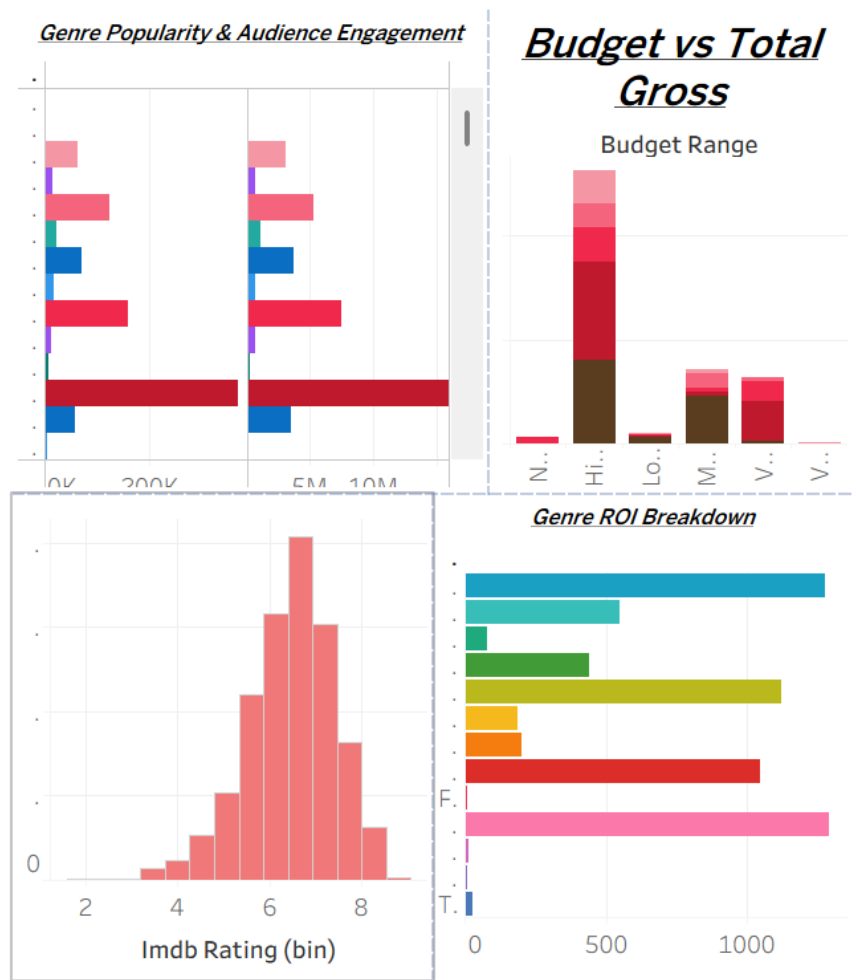 Genre Popularity & Audience Engagement
0K 200K 5M 10M
Budget vs Total
Gross
Budget Range
N.. Hi.. Lo.. M.. V.. V..
0
2 4 6 8
Imdb Rating (bin)
Genre ROI Breakdown
F.
T.
0 500 1000